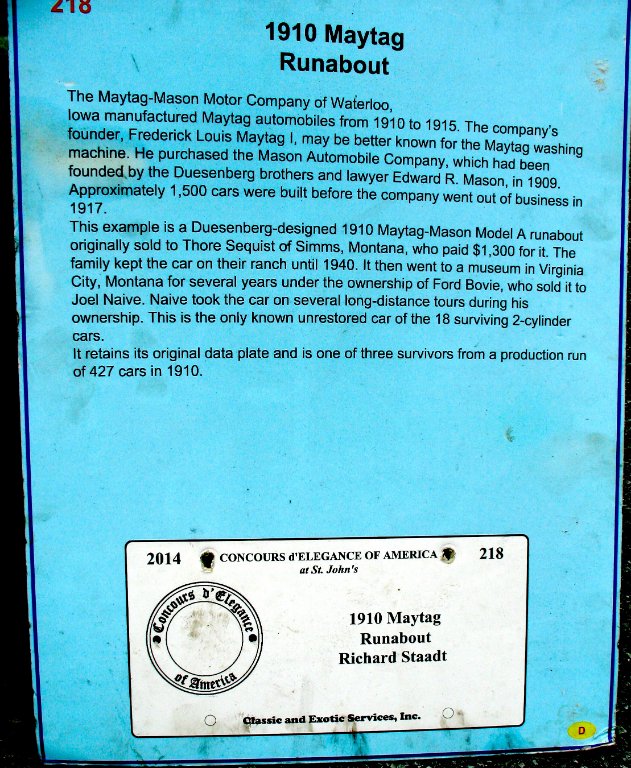 218
1910 Maytag
Runabout
The Maytag-Mason Motor Company of Waterloo,
Iowa manufactured Maytag automobiles from 1910 to 1915. The company's
founder, Frederick Louis Maytag I, may be better known for the Maytag washing
machine. He purchased the Mason Automobile Company, which had been
founded by the Duesenberg brothers and lawyer Edward R. Mason, in 1909.
Approximately 1,500 cars were built before the company went out of business in
1917.
This example is a Duesenberg-designed 1910 Maytag-Mason Model A runabout
originally sold to Thore Sequist of Simms, Montana, who paid $1,300 for it. The
family kept the car on their ranch until 1940. It then went to a museum in Virginia
City, Montana for several years under the ownership of Ford Bovie, who sold it to
Joel Naive. Naive took the car on several long-distance tours during his
ownership. This is the only known unrestored car of the 18 surviving 2-cylinder
cars.
It retains its original data plate and is one of three survivors from a production run
of 427 cars in 1910.
2014 CONCOURS d'ELEGANCE OF AMERICA 218
at St. John's
Concours d'Elegance
of America
1910 Maytag
Runabout
Richard Staadt
Classic and Exotic Services, Inc.
D